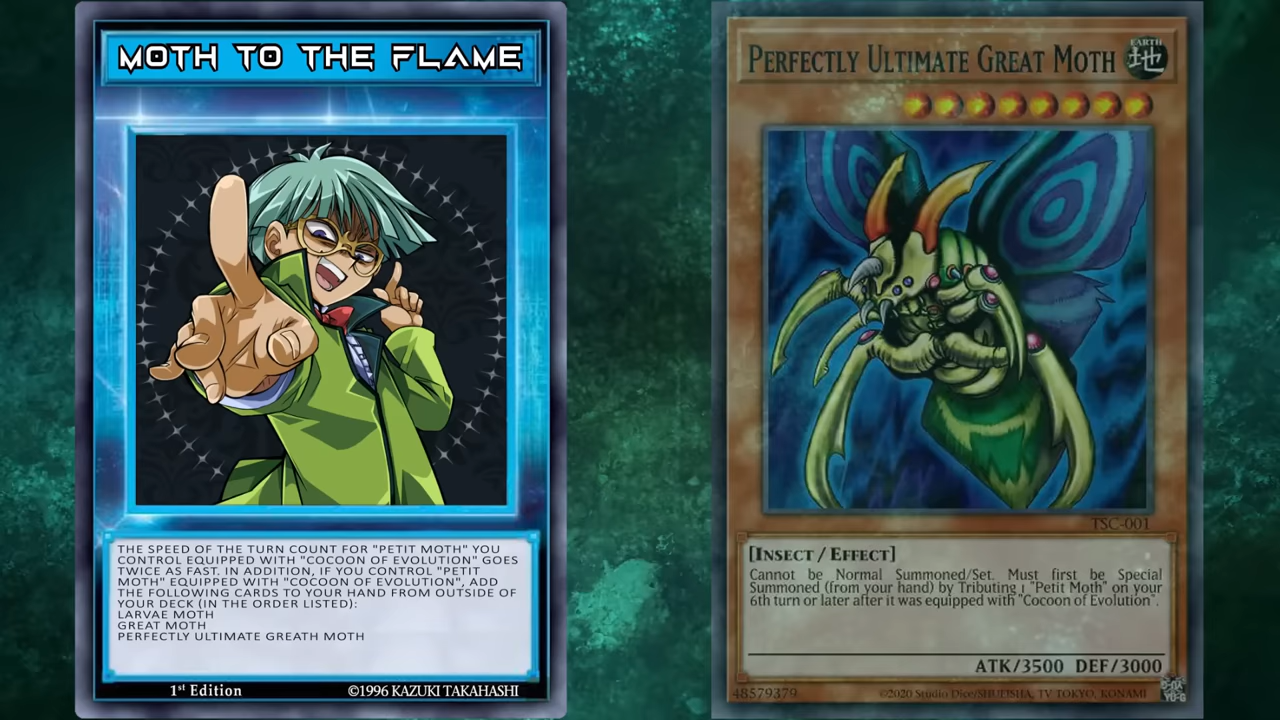 MOTH TO THE FLAME
THE SPEED OF THE TURN COUNT FOR "PETIT MOTH" YOU
CONTROL EQUIPPED WITH "COCOON OF EVOLUTION" GOES
TWICE AS FAST. IN ADDITION, IF YOU CONTROL "PETIT
MOTH" EQUIPPED WITH "COCOON OF EVOLUTION", ADD
THE FOLLOWING CARDS TO YOUR HAND FROM OUTSIDE OF
YOUR DECK (IN THE ORDER LISTED):
LARVAE MOTH
GREAT MOTH
PERFECTLY ULTIMATE GREATH MOTH
1st Edition ©1996 KAZUKI TAKAHASHI
PERFECTLY ULTIMATE GREAT MOTH
EARTH
地
TSC-001
[INSECT / EFFECT]
Cannot be Normal Summoned/Set. Must first be Special
Summoned (from your hand) by Tributing 1 "Petit Moth" on your
6th turn or later after it was equipped with "Cocoon of Evolution".
ATK/3500 DEF/3000
48579379 ©2020 Studio Dice/SHUEISHA, TV TOKYO, KONAMI